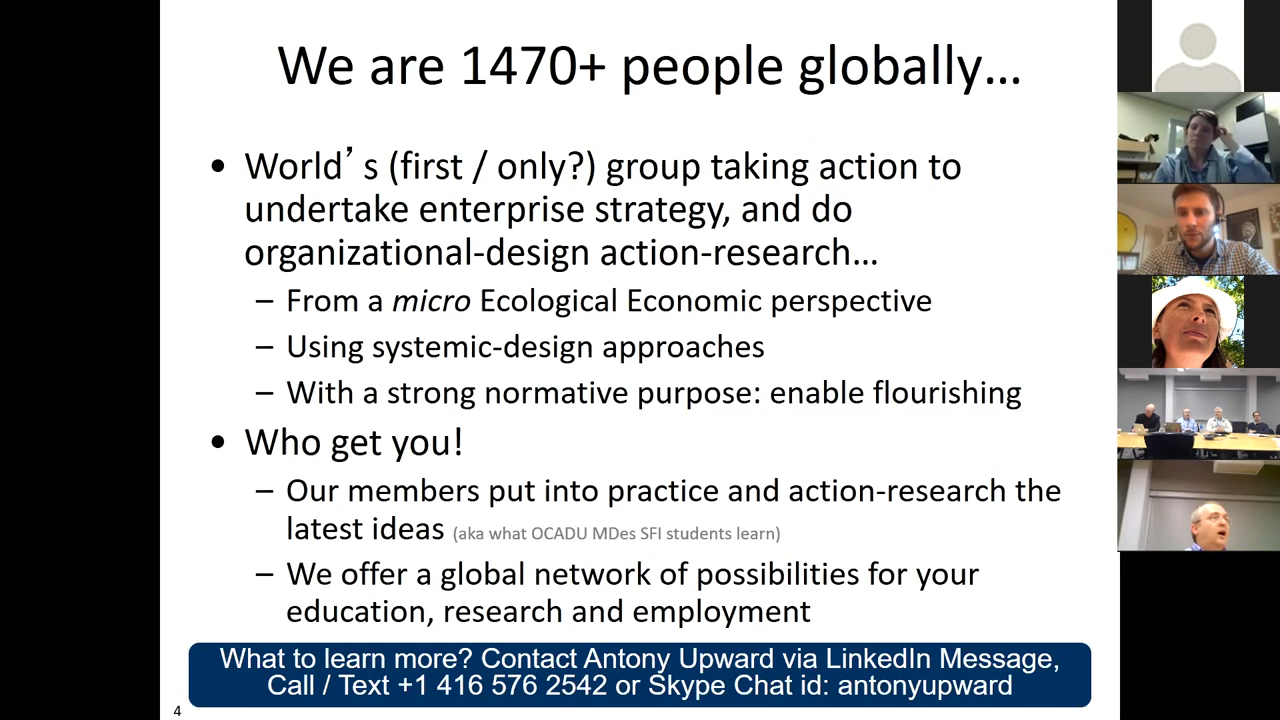 We are 1470+ people globally…
• World’s (first / only?) group taking action to
undertake enterprise strategy, and do
organizational-design action-research…
– From a micro Ecological Economic perspective
– Using systemic-design approaches
– With a strong normative purpose: enable flourishing
• Who get you!
– Our members put into practice and action-research the
latest ideas (aka what OCADU MDes SFI students learn)
– We offer a global network of possibilities for your
education, research and employment
What to learn more? Contact Antony Upward via LinkedIn Message,
Call / Text +1 416 576 2542 or Skype Chat id: antonyupward
4